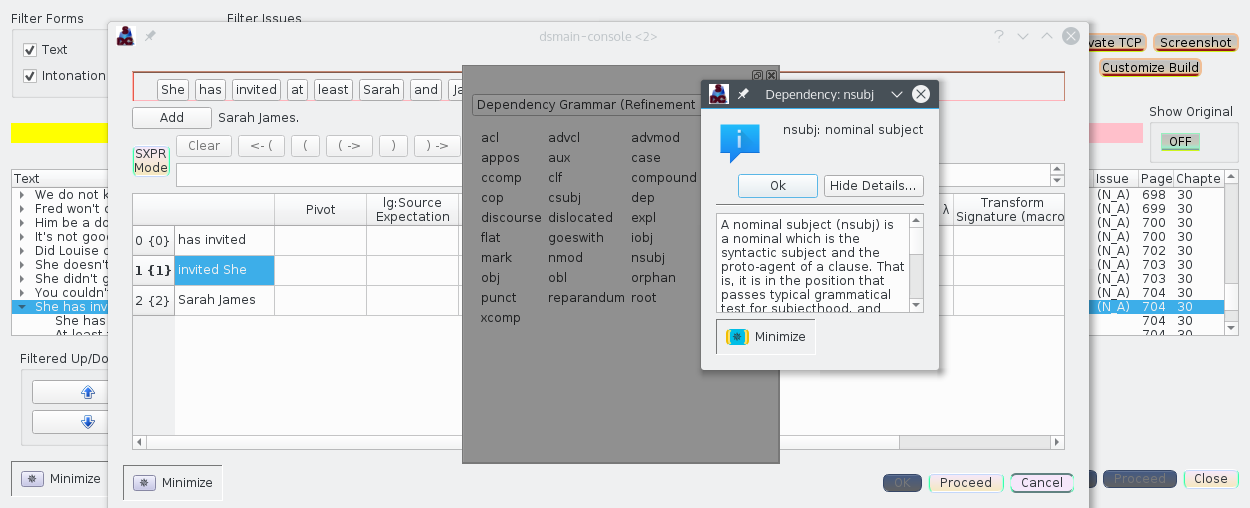 Filter Forms
Filter Issues
Text
Intonation
dsmain-console <2>
TCP
Screenshot
Customize Build
Show Original
OFF
She has invited at least Sarah and
Add
Sarah James.
SXPR
Mode
Clear <- ( ( ( -> ) ) ->
Dependency Grammar (Refinement
acl advcl advmod
appos aux case
ccomp clf compound
cop csubj dep
discourse dislocated expl
flat goeswith iobj
mark nmod nsubj
obj obl orphan
punct reparandum root
xcomp
Dependency: nsubj
nsubj: nominal subject
Ok
Hide Details...
A nominal subject (nsubj) is
a nominal which is the
syntactic subject and the
proto-agent of a clause. That
is, it is in the position that
passes typical grammatical
test for subjecthood, and
Minimize
Pivot
lg:Source
Expectation
λ
Transform
Signature (macro
0 {0} has invited
1 {1} invited She
2 {2} Sarah James
Text
We do not k
Fred won't c
Him be a do
It's not goo
Did Louise c
She doesn't
She didn't g
You couldn'
She has inv
She has
At least
Issue Page Chapte
(N_A) 698 30
(N_A) 699 30
(N_A) 700 30
(N_A) 700 30
(N_A) 702 30
(N_A) 703 30
(N_A) 703 30
(N_A) 704 30
(N_A) 704 30
704 30
704 30
Filtered Up/Do
Minimize
Minimize
OK
Proceed
Cancel
Proceed
Close